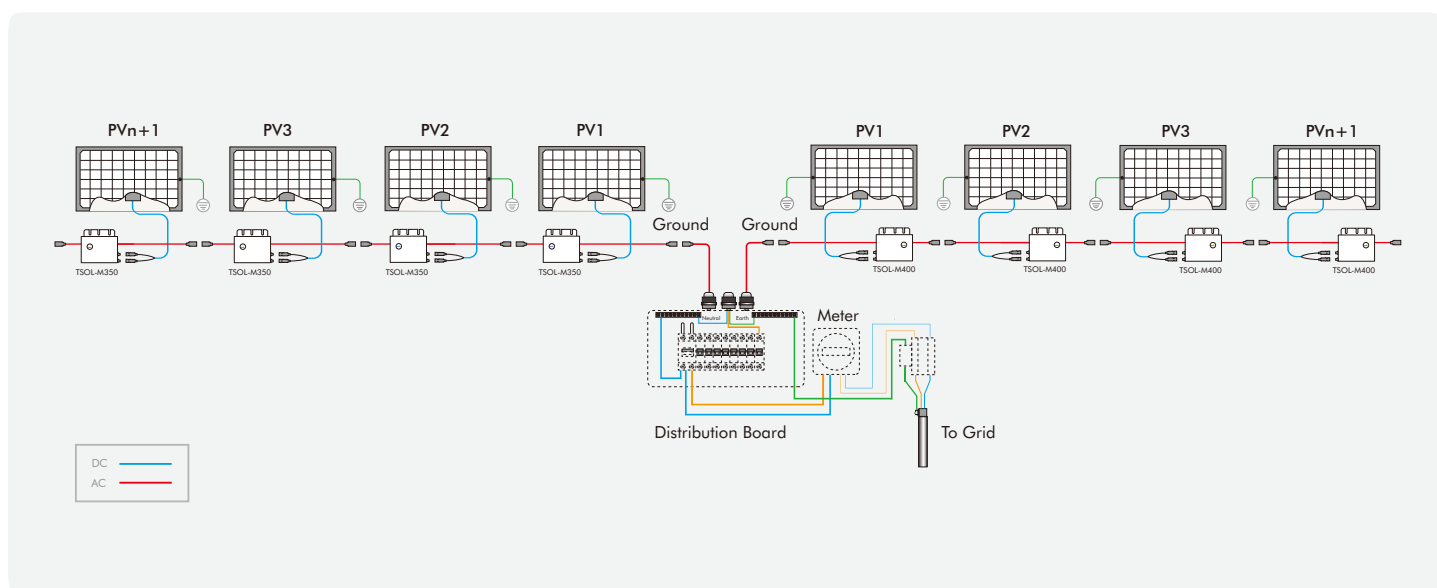 PVn+1 PV3 PV2 PV1 PV1 PV2 PV3 PVn+1
Ground Ground
TSOL-M350 TSOL-M350 TSOL-M350 TSOL-M350 TSOL-M400 TSOL-M400 TSOL-M400 TSOL-M400
Neutral Earth Meter
Distribution Board To Grid
DC
AC